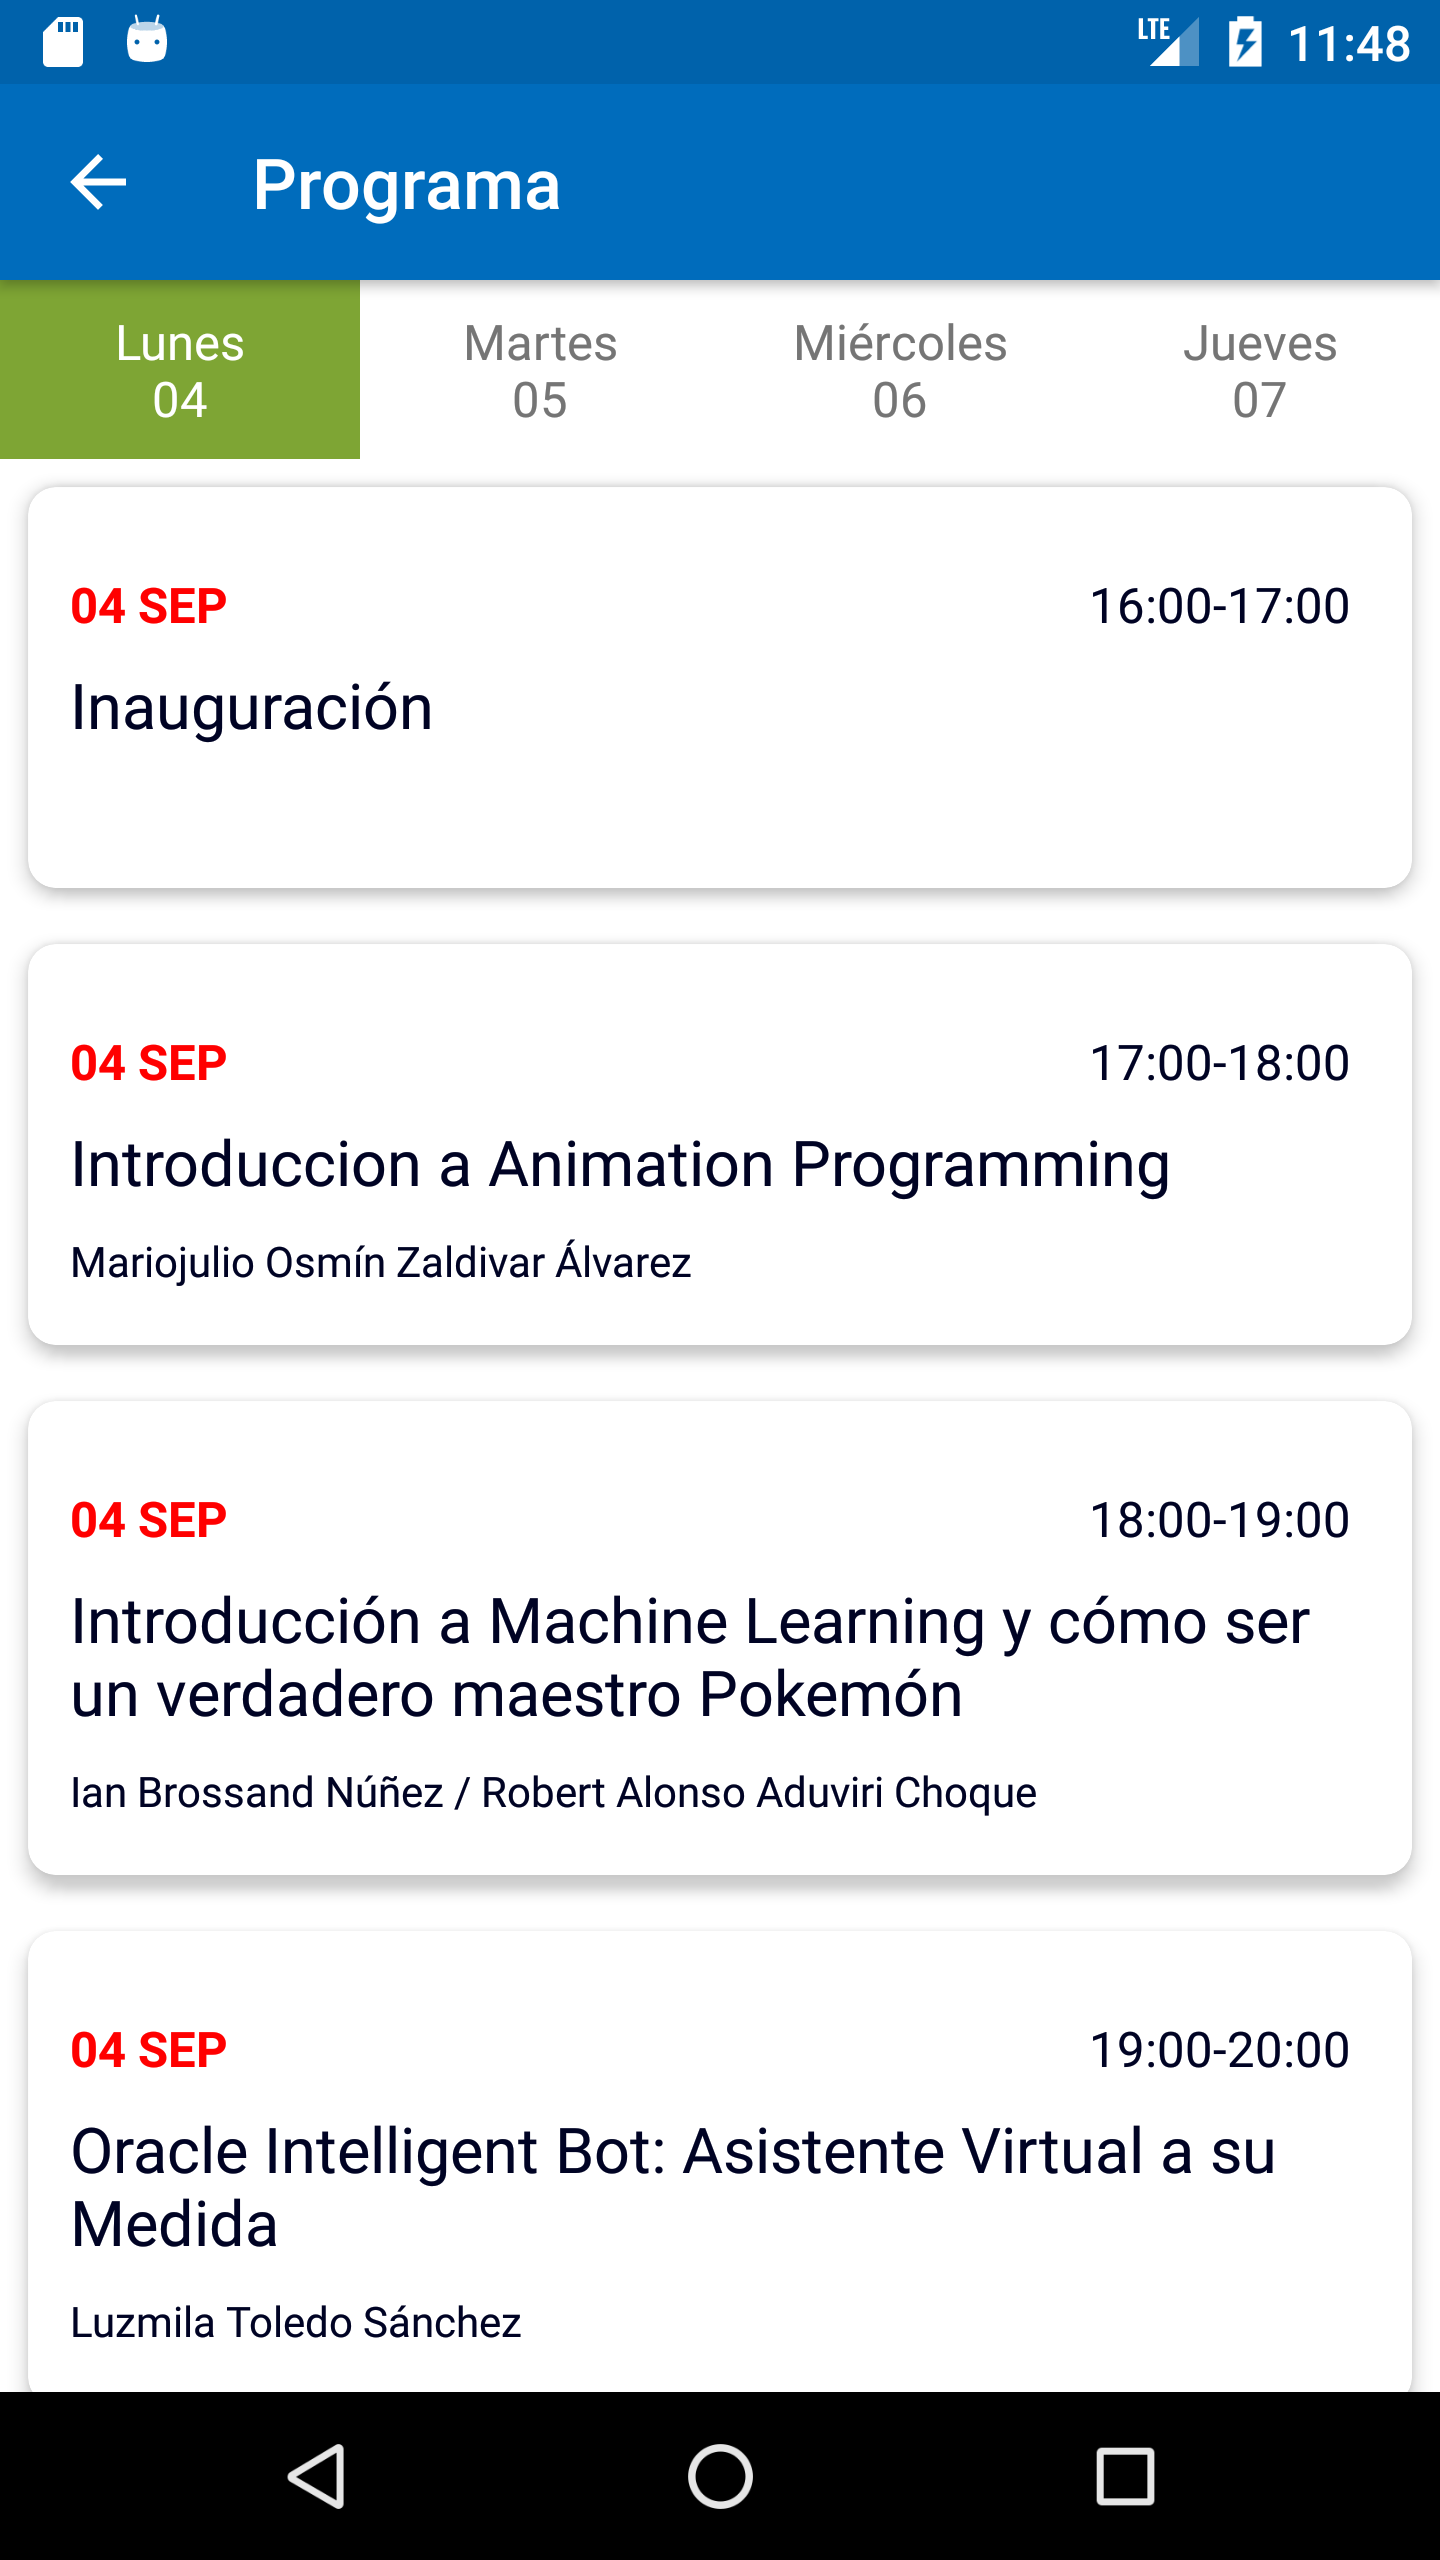 LTE 11:48
Programa
Lunes Martes Miércoles Jueves
04 05 06 07
04 SEP 16:00-17:00
Inauguración
04 SEP 17:00-18:00
Introduccion a Animation Programming
Mariojulio Osmín Zaldivar Álvarez
04 SEP 18:00-19:00
Introducción a Machine Learning y cómo ser
un verdadero maestro Pokemón
Ian Brossand Núñez / Robert Alonso Aduviri Choque
04 SEP 19:00-20:00
Oracle Intelligent Bot: Asistente Virtual a su
Medida
Luzmila Toledo Sánchez